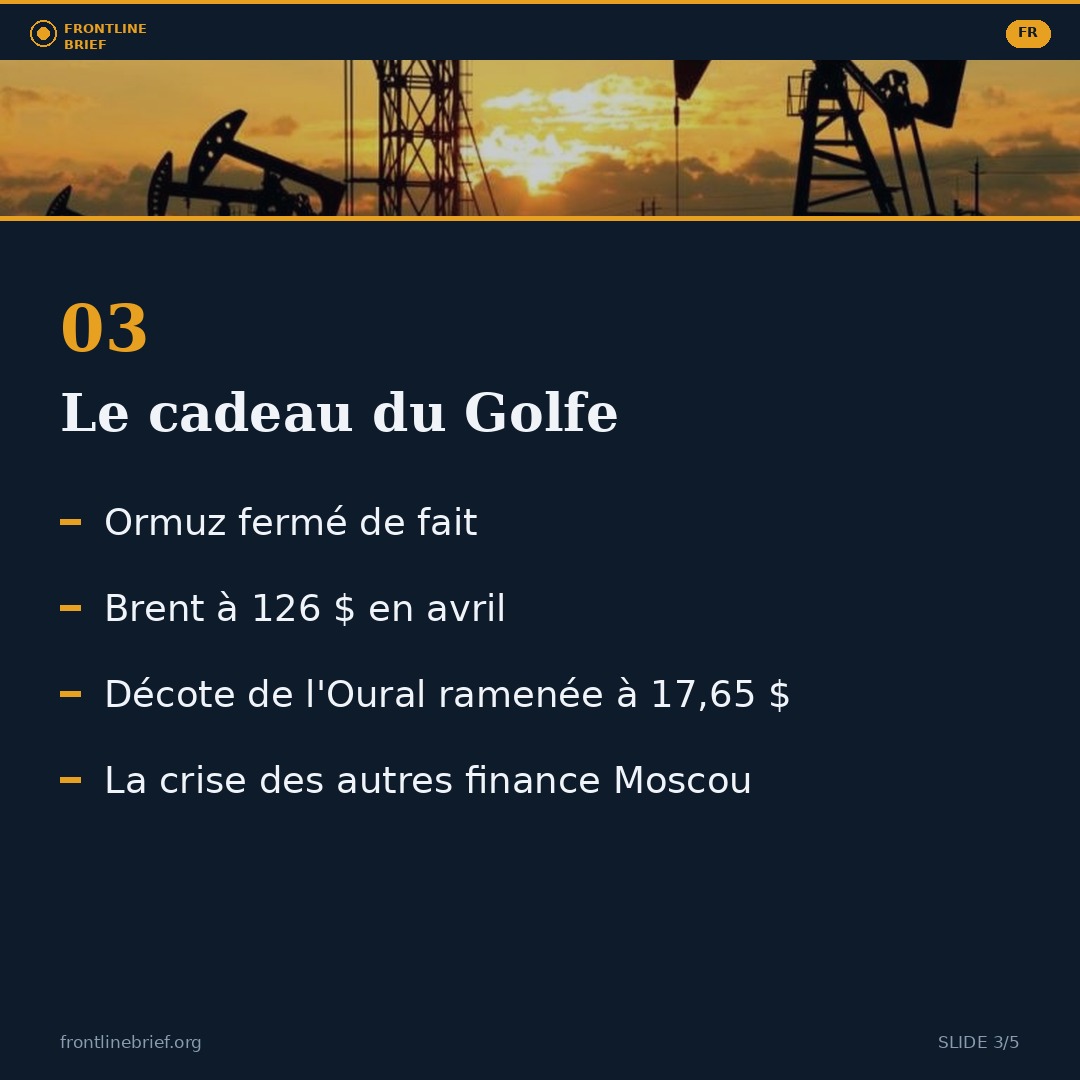 FRONTLINE
BRIEF
FR
03
Le cadeau du Golfe
Ormuz fermé de fait
Brent à 126 $ en avril
Décote de l'Oural ramenée à 17,65 $
La crise des autres finance Moscou
frontlinebrief.org
SLIDE 3/5